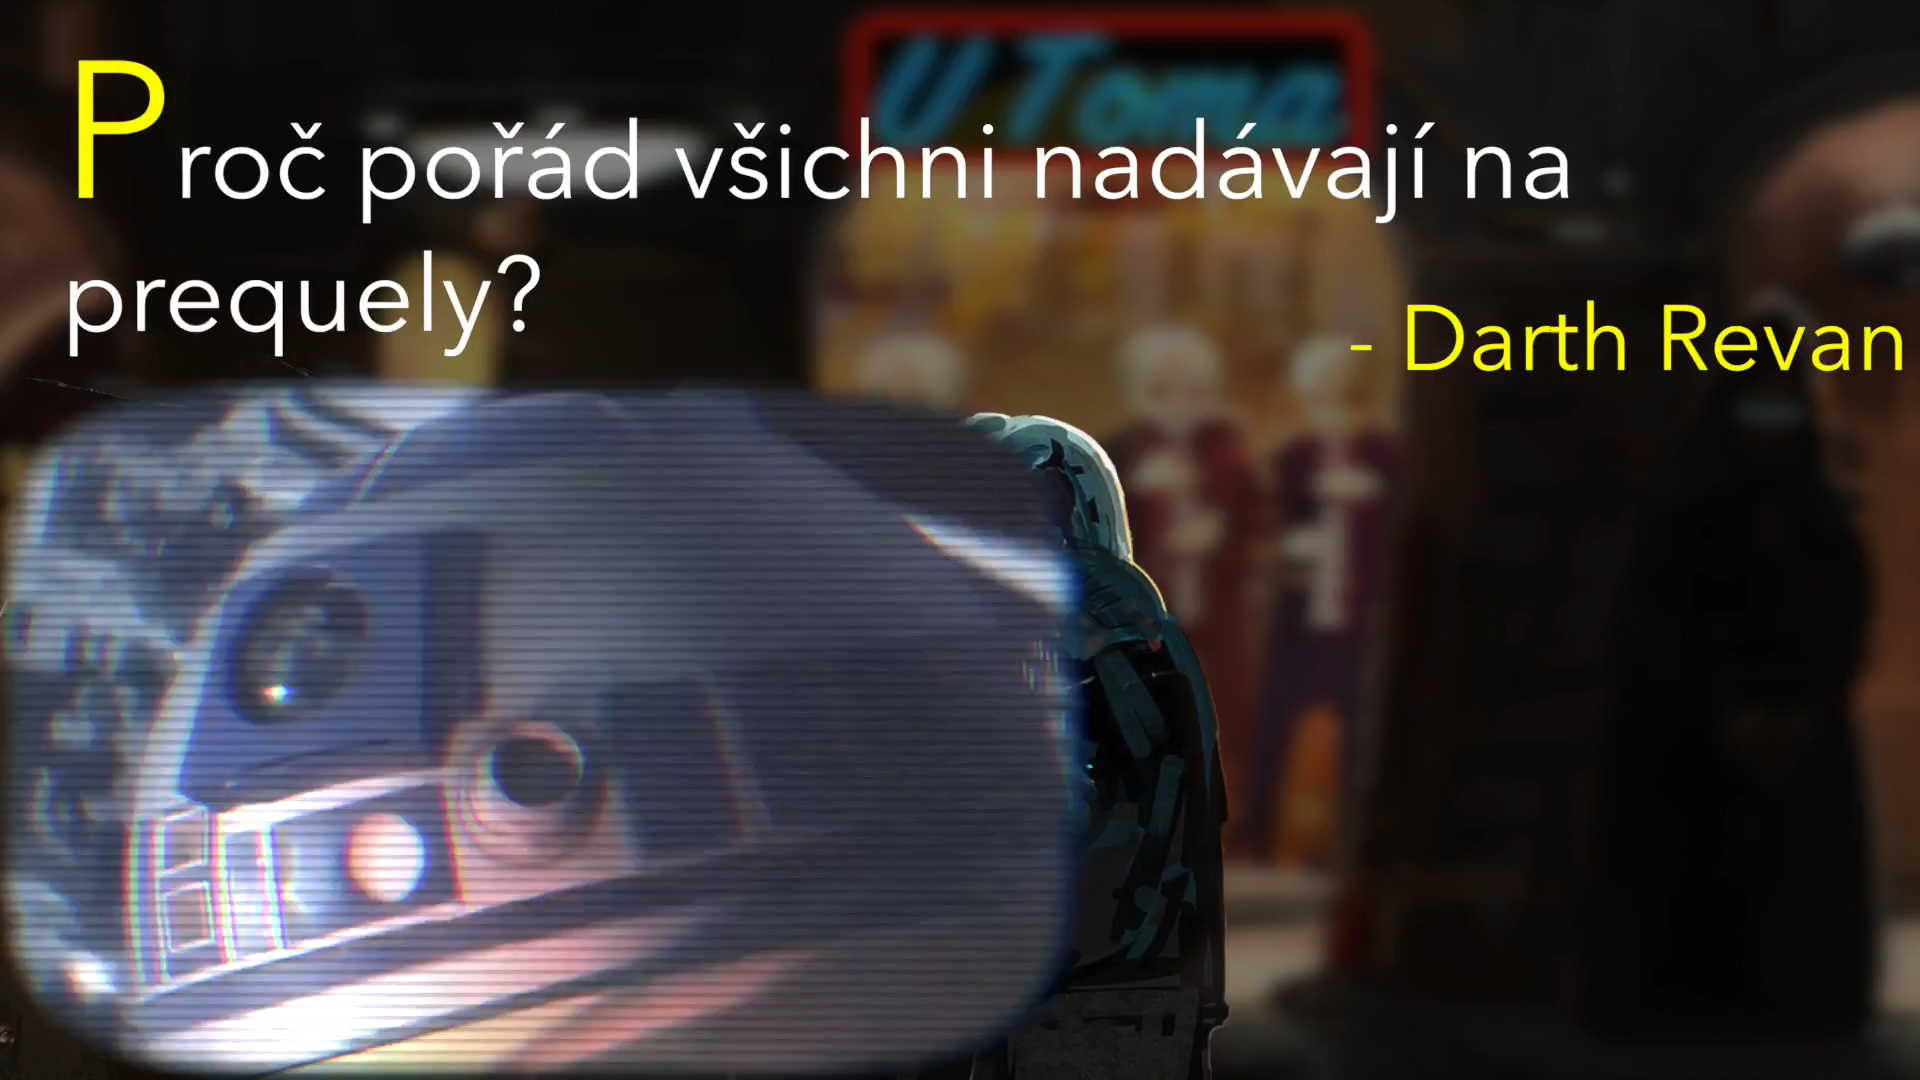 U Toma
Proč pořád všichni nadávají na
prequely?
- Darth Revan